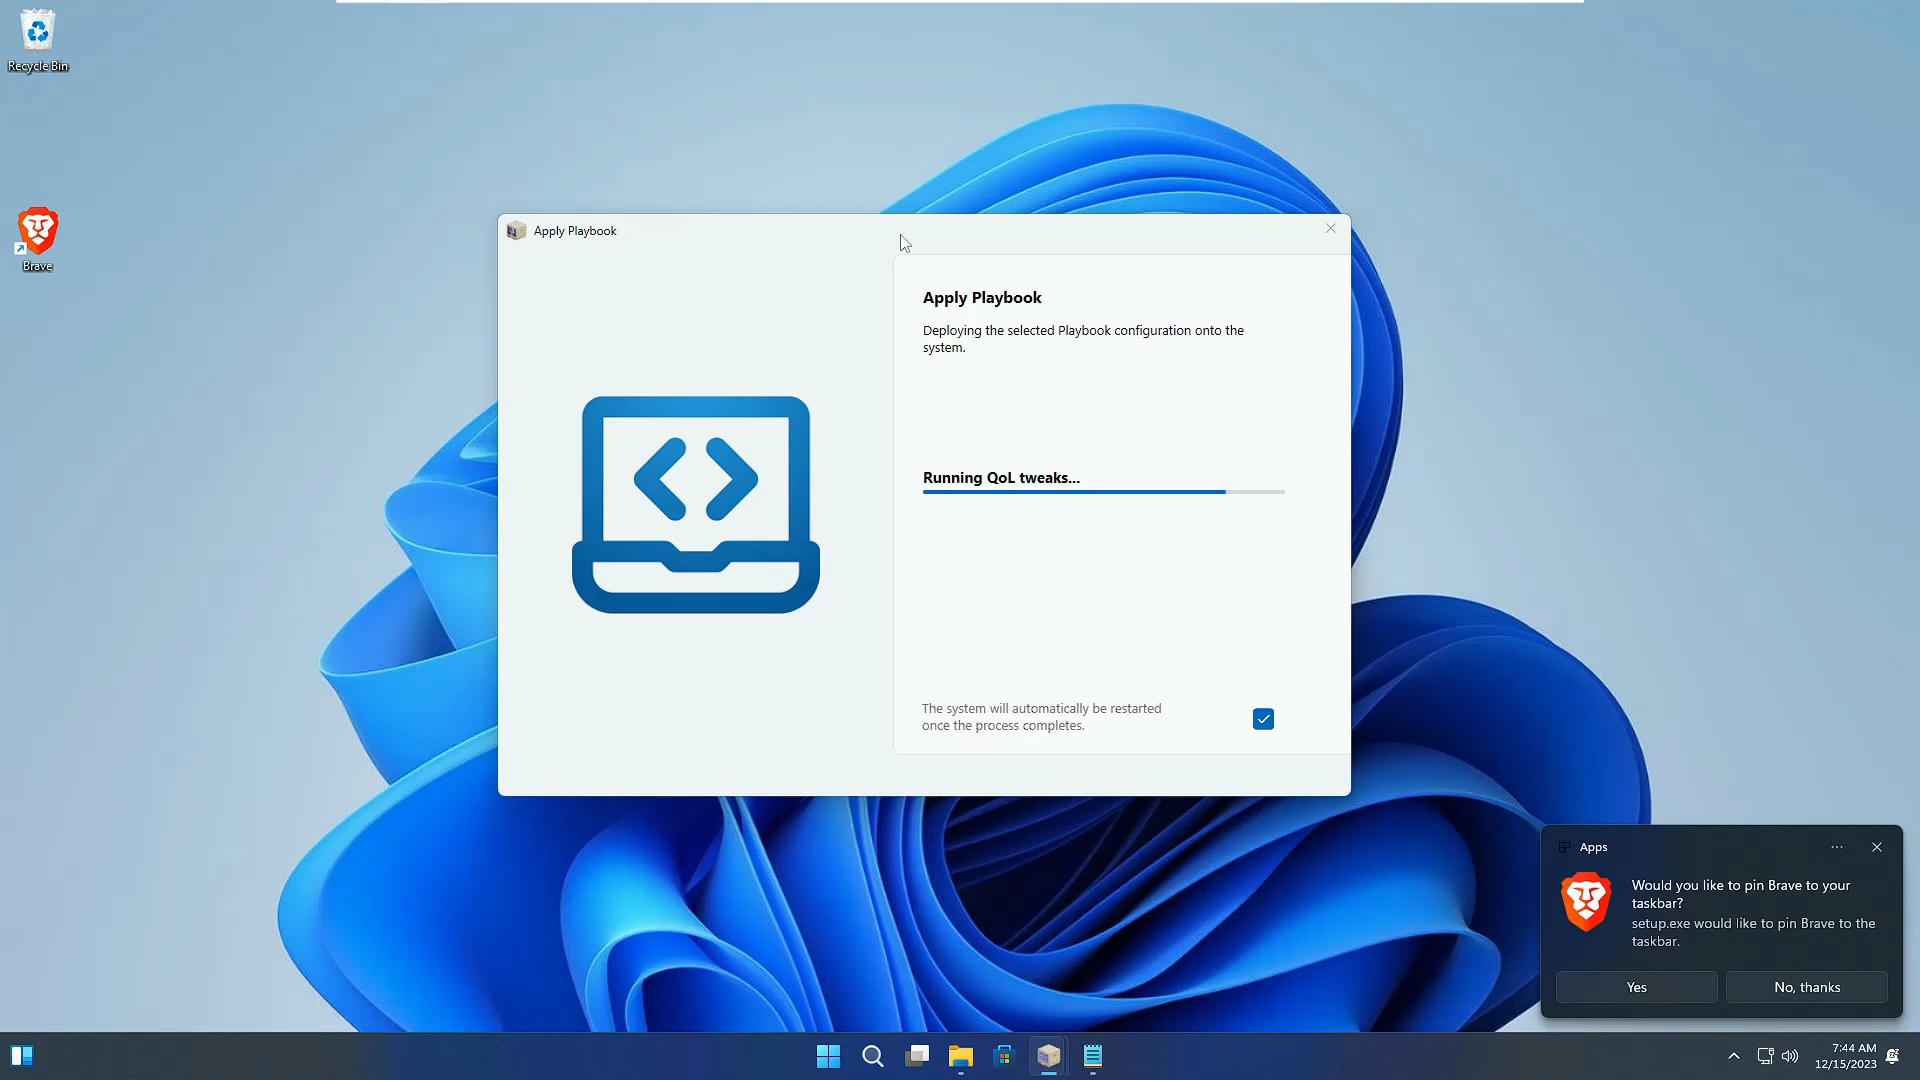 Recycle Bin
Brave
Apply Playbook
Apply Playbook
Deploying the selected Playbook configuration onto the
system.
Running QoL tweaks...
The system will automatically be restarted
once the process completes.
Apps
Would you like to pin Brave to your
taskbar?
setup.exe would like to pin Brave to the
taskbar.
Yes
No, thanks
7:44 AM
12/15/2023